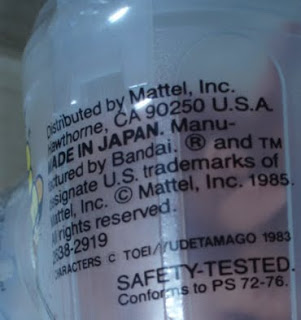 Distributed by Mattel, Inc.
Hawthorne, CA 90250 U.S.A.
MADE IN JAPAN. Manu-
factured by Bandai. ® and TM
designate U.S. trademarks of
Mattel, Inc. © Mattel, Inc. 1985.
All rights reserved.
3638-2919
CHARACTERS © TOEI/YUDETAMAGO 1983
SAFETY-TESTED.
Conforms to PS 72-76.